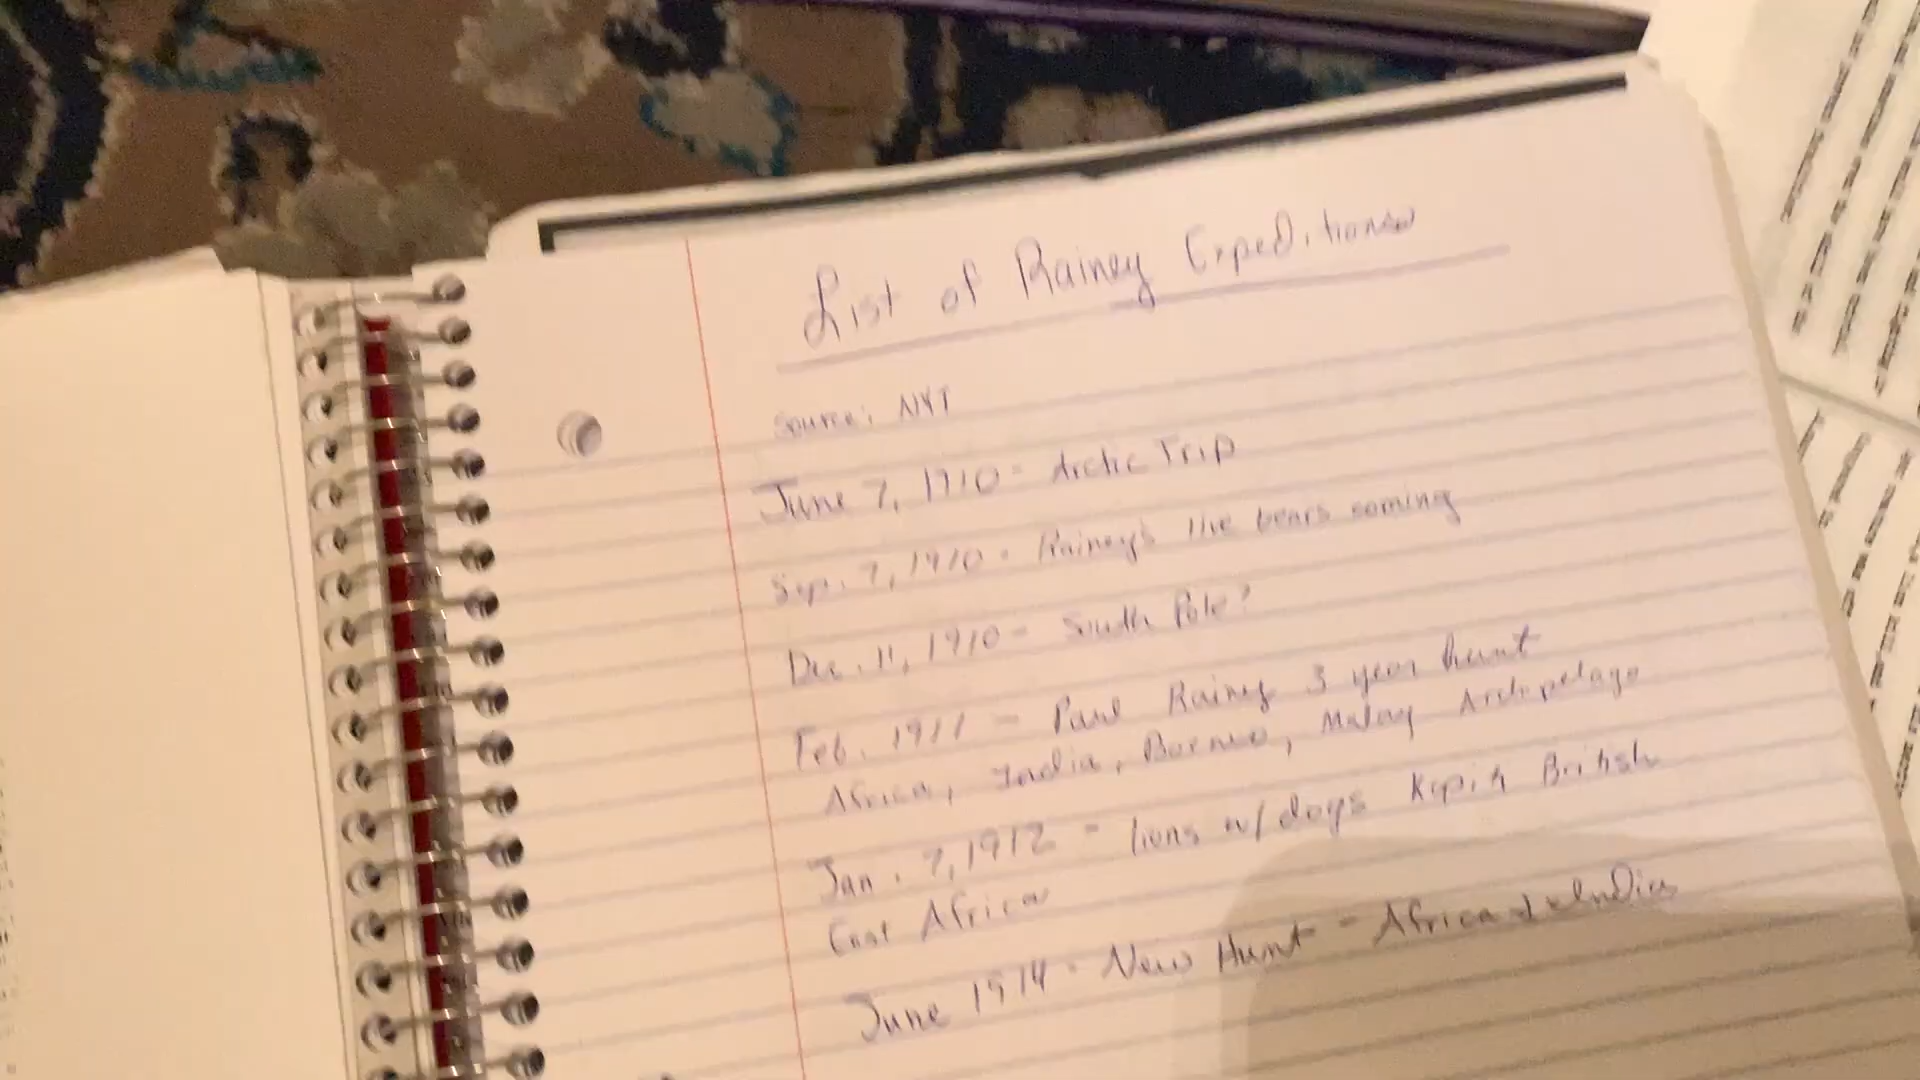 List of Rainey Expeditions
Source: NYT
June 7, 1910 - Arctic Trip
Sep. 7, 1910 - Rainey's live bears coming
Dec. 11, 1910 - South Pole?
Feb. 1911 - Paul Rainey 3 year hunt
Africa, India, Borneo, Malay Archipelago
Jan. 7, 1912 - lions w/ dogs British
East Africa
June 1914 - New Hunt - Africa & India